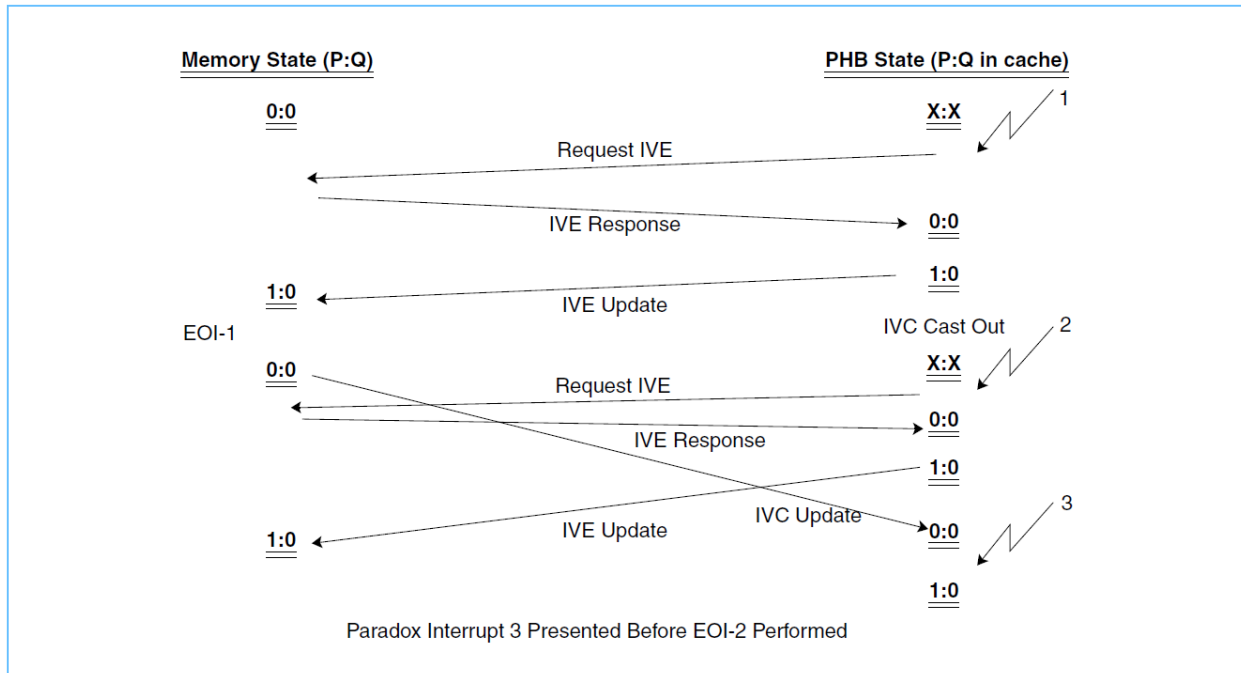 Memory State (P:Q)
PHB State (P:Q in cache)
0:0
X:X
1
Request IVE
IVE Response
0:0
1:0
1:0
IVE Update
EOI-1
IVC Cast Out
2
0:0
X:X
Request IVE
0:0
IVE Response
1:0
IVC Update
3
IVE Update
0:0
1:0
1:0
Paradox Interrupt 3 Presented Before EOI-2 Performed